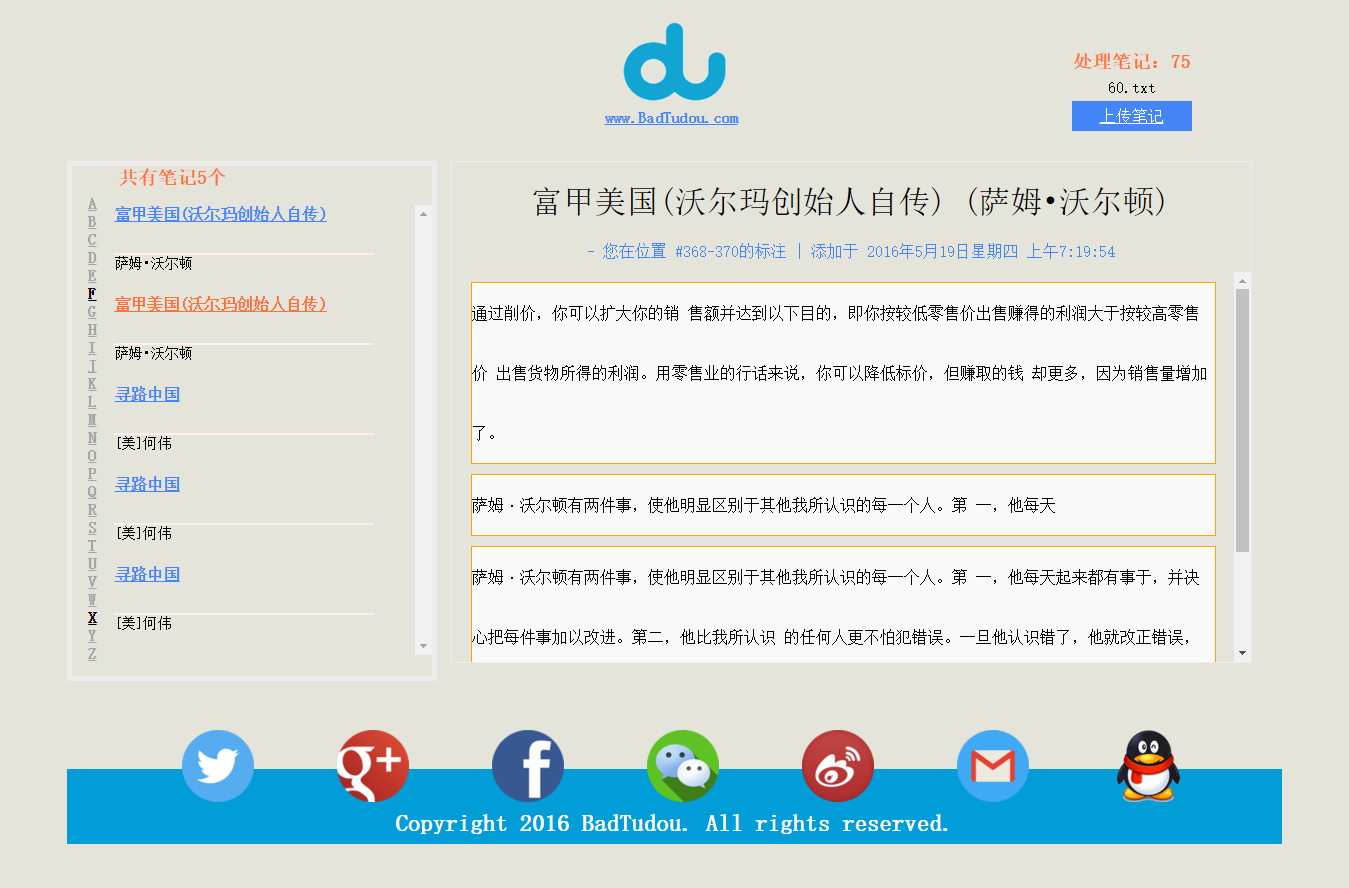 www.BadTudou.com
处理笔记：75
60.txt
上传笔记
共有笔记5个
A
B
C
D
E
F
G
H
I
J
K
L
M
N
O
P
Q
R
S
T
U
V
W
X
Y
Z
富甲美国(沃尔玛创始人自传)
萨姆•沃尔顿
富甲美国(沃尔玛创始人自传)
萨姆•沃尔顿
寻路中国
[美]何伟
寻路中国
[美]何伟
寻路中国
[美]何伟
富甲美国(沃尔玛创始人自传) (萨姆•沃尔顿)
- 您在位置 #368-370的标注 | 添加于 2016年5月19日星期四 上午7:19:54
通过削价，你可以扩大你的销 售额并达到以下目的，即你按较低零售价出售赚得的利润大于按较高零售
价 出售货物所得的利润。用零售业的行话来说，你可以降低标价，但赚取的钱 却更多，因为销售量增加
了。
萨姆·沃尔顿有两件事，使他明显区别于其他我所认识的每一个人。第 一，他每天
萨姆·沃尔顿有两件事，使他明显区别于其他我所认识的每一个人。第 一，他每天起来都有事于，并决
心把每件事加以改进。第二，他比我所认识 的任何人更不怕犯错误。一旦他认识错了，他就改正错误，
Copyright 2016 BadTudou. All rights reserved.